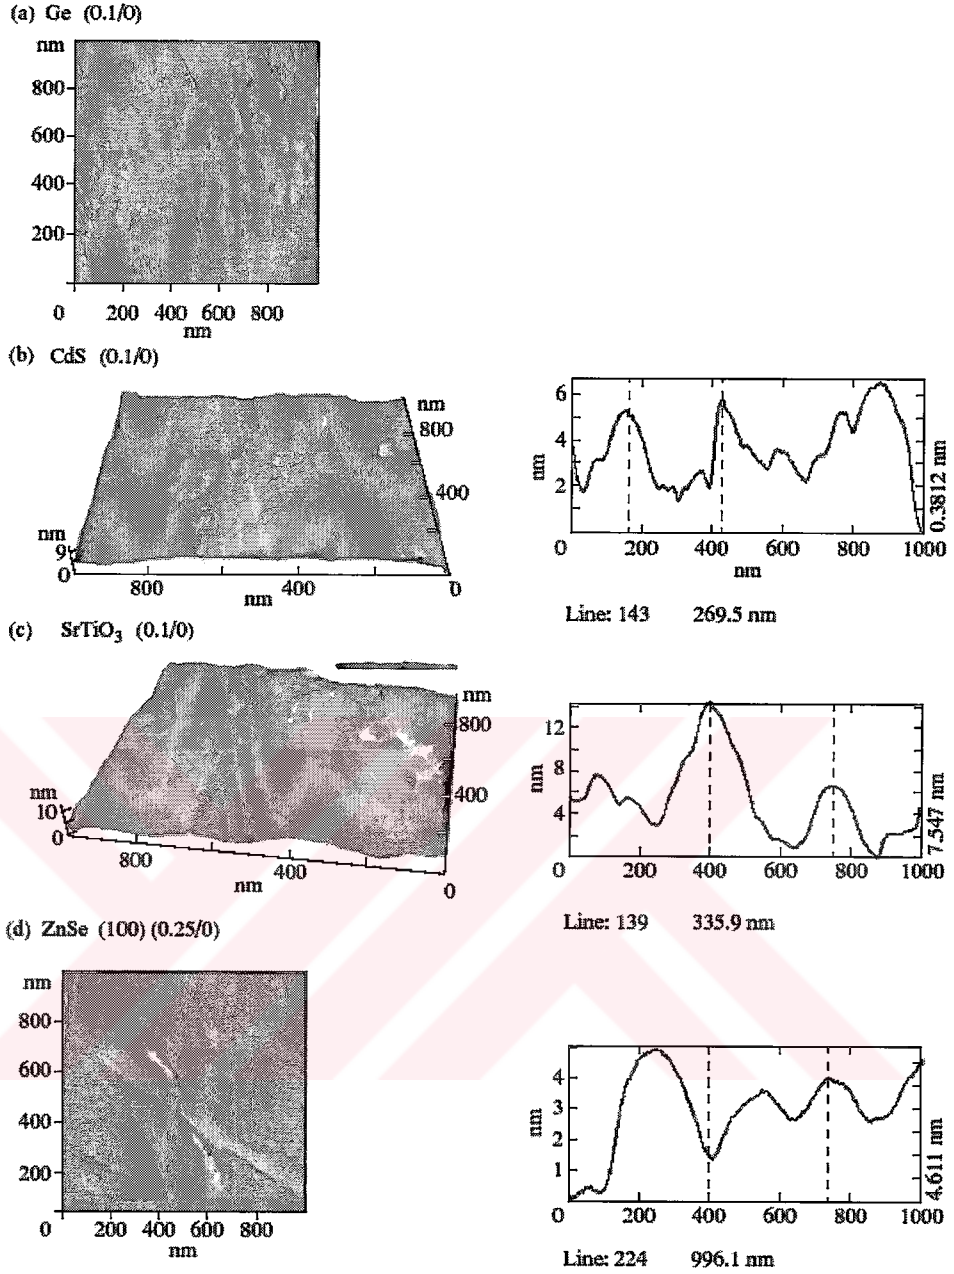 (a) Ge (0.1/0)
nm
800
600
400
200
0 200 400 600 800
nm
(b) CdS (0.1/0)
nm
800
400
nm
9
0
800 400 0
nm
6
4
2
nm
0.3812 nm
0 200 400 600 800 1000
nm
Line: 143 269.5 nm
(c) SrTiO3 (0.1/0)
nm
800
400
nm
10
0
800 400 0
nm
12
8
4
nm
7.547 nm
0 200 400 600 800 1000
Line: 139 335.9 nm
(d) ZnSe (100) (0.25/0)
nm
800
600
400
200
0 200 400 600 800
nm
4
3
2
1
nm
4.611 nm
0 200 400 600 800 1000
Line: 224 996.1 nm